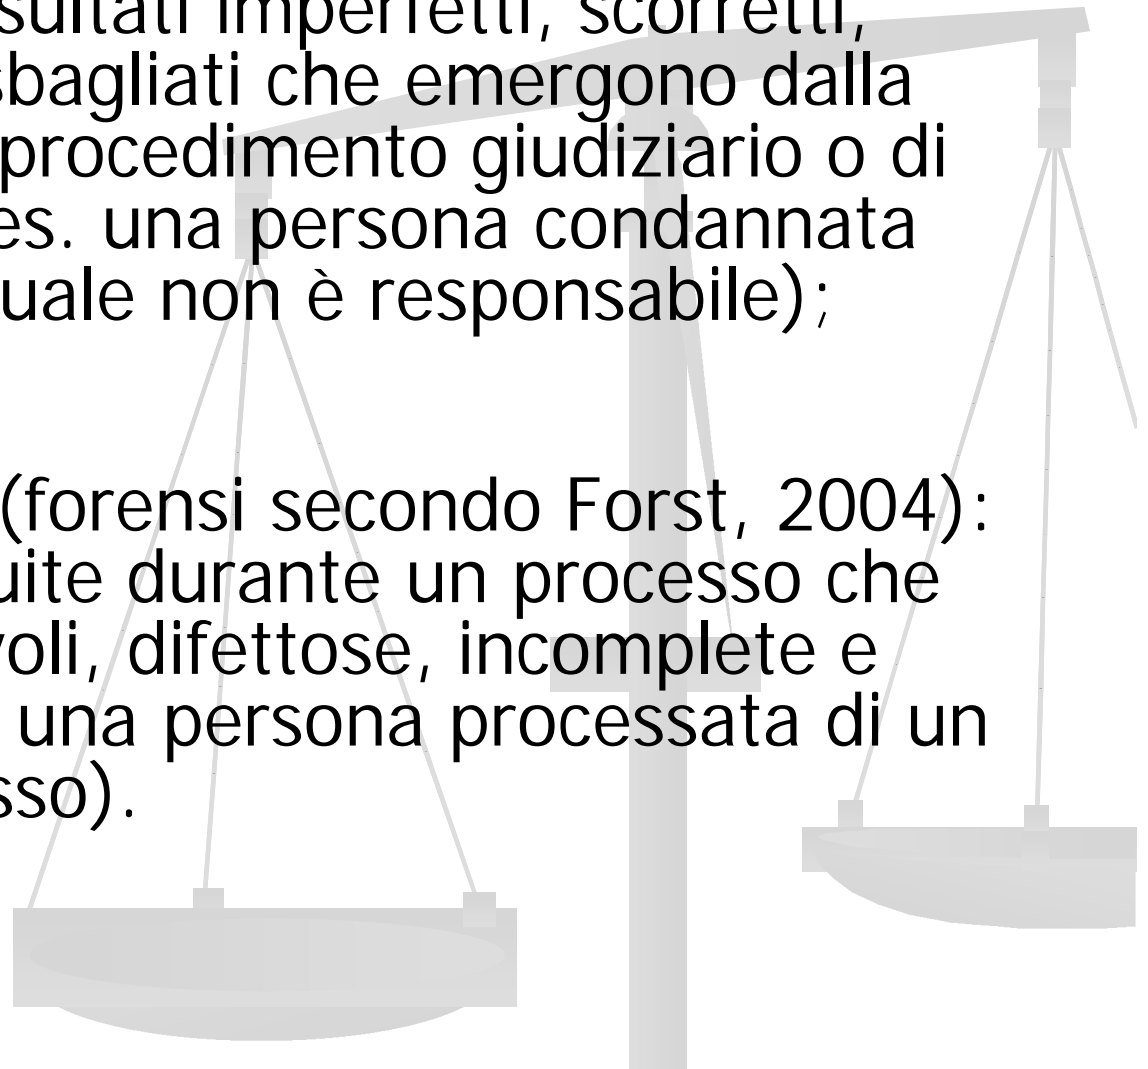 sultati imperfetti, scorretti,
sbagliati che emergono dalla
procedimento giudiziario o di
es. una persona condannata
uale non è responsabile);
(forensi secondo Forst, 2004):
uite durante un processo che
voli, difettose, incomplete e
una persona processata di un
sso).